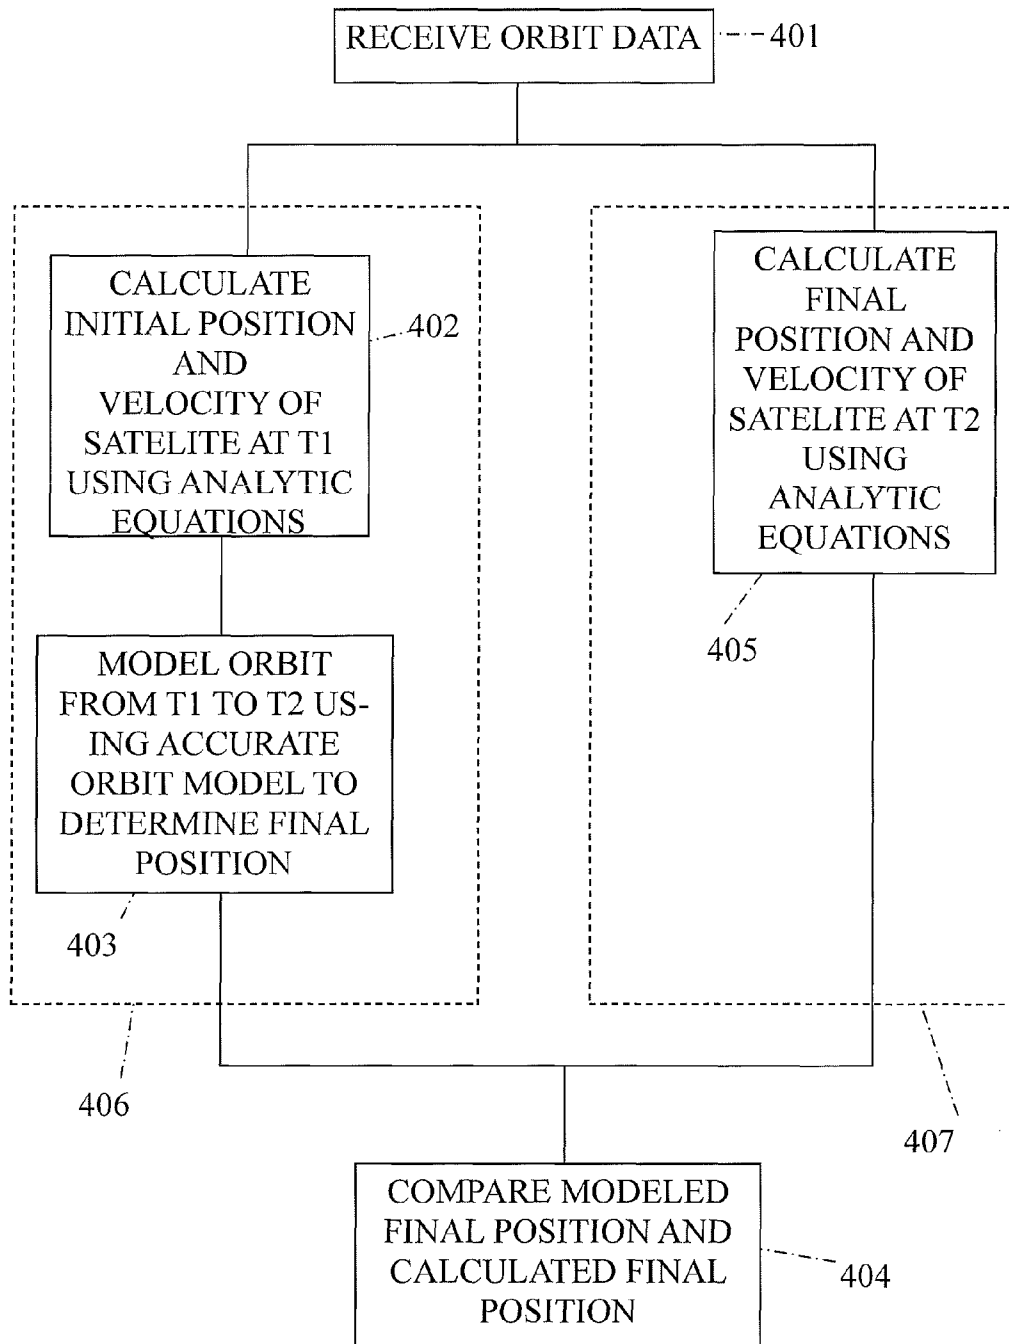 RECEIVE ORBIT DATA
401
CALCULATE
INITIAL POSITION
AND
VELOCITY OF
SATELITE AT T1
USING ANALYTIC
EQUATIONS
402
CALCULATE
FINAL
POSITION AND
VELOCITY OF
SATELITE AT T2
USING
ANALYTIC
EQUATIONS
405
MODEL ORBIT
FROM T1 TO T2 US-
ING ACCURATE
ORBIT MODEL TO
DETERMINE FINAL
POSITION
403
406
407
COMPARE MODELED
FINAL POSITION AND
CALCULATED FINAL
POSITION
404